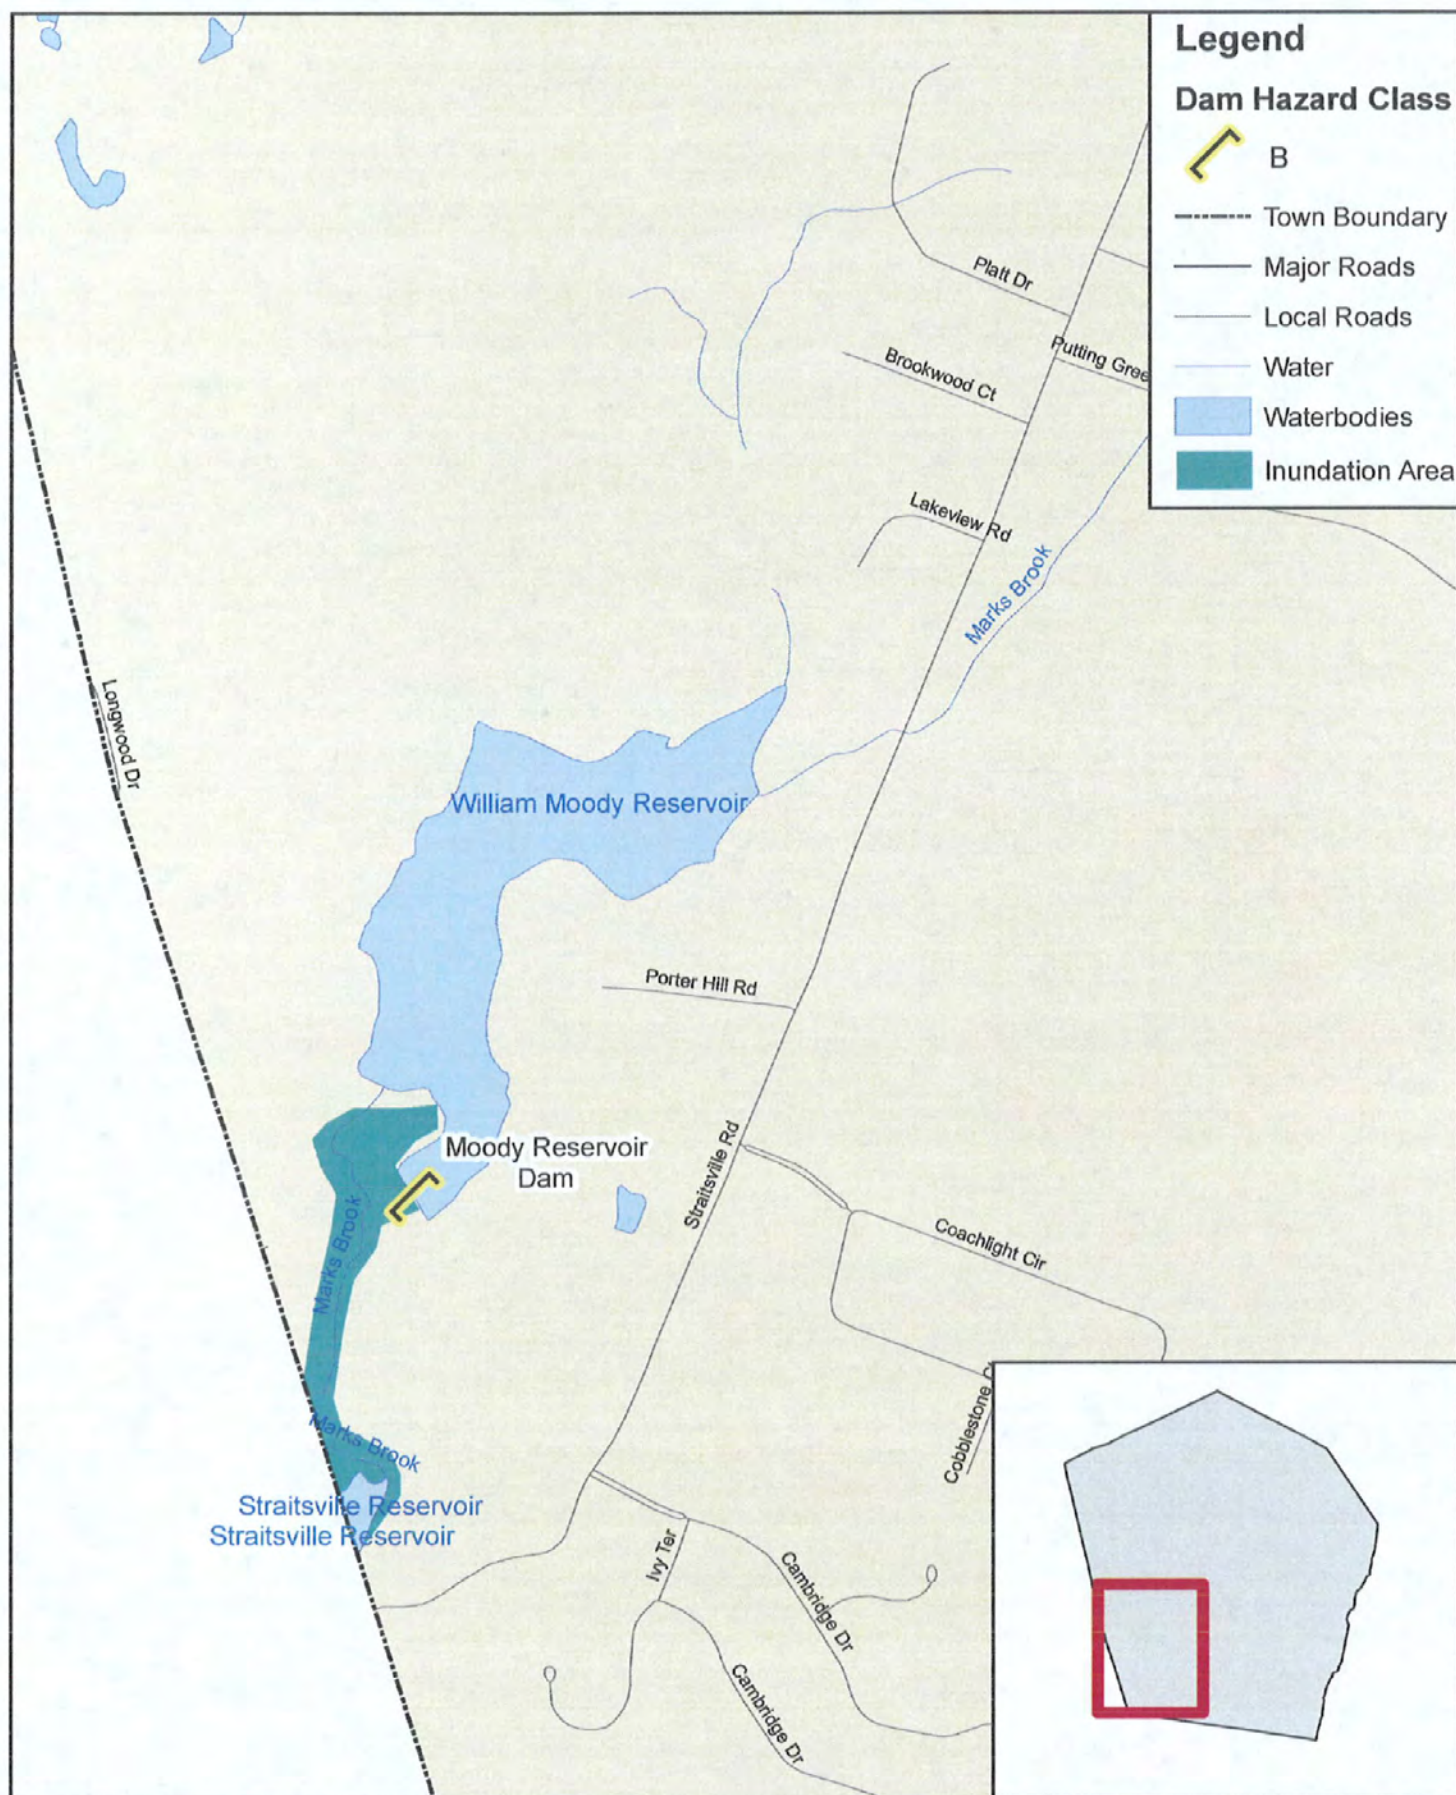 Legend
Dam Hazard Class
B
Town Boundary
Major Roads
Local Roads
Water
Waterbodies
Inundation Area
Platt Dr
Putting Gree
Brookwood Ct
Lakeview Rd
Marks Brook
Longwood Dr
William Moody Reservoir
Porter Hill Rd
Moody Reservoir
Dam
Straitsville Rd
Marks Brook
Coachlight Cir
Cobblestone C
Marks Brook
Straitsville Reservoir
Straitsville Reservoir
Ivy Ter
Cambridge Dr
Cambridge Dr